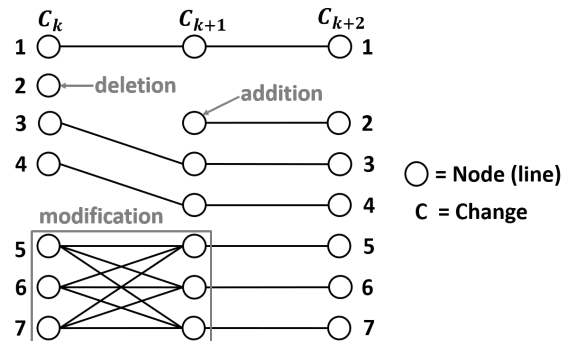 C_k C_{k+1} C_{k+2}
1 1
2 deletion
addition
3 2
4 3
4
modification
5 5
6 6
7 7
= Node (line)
C = Change